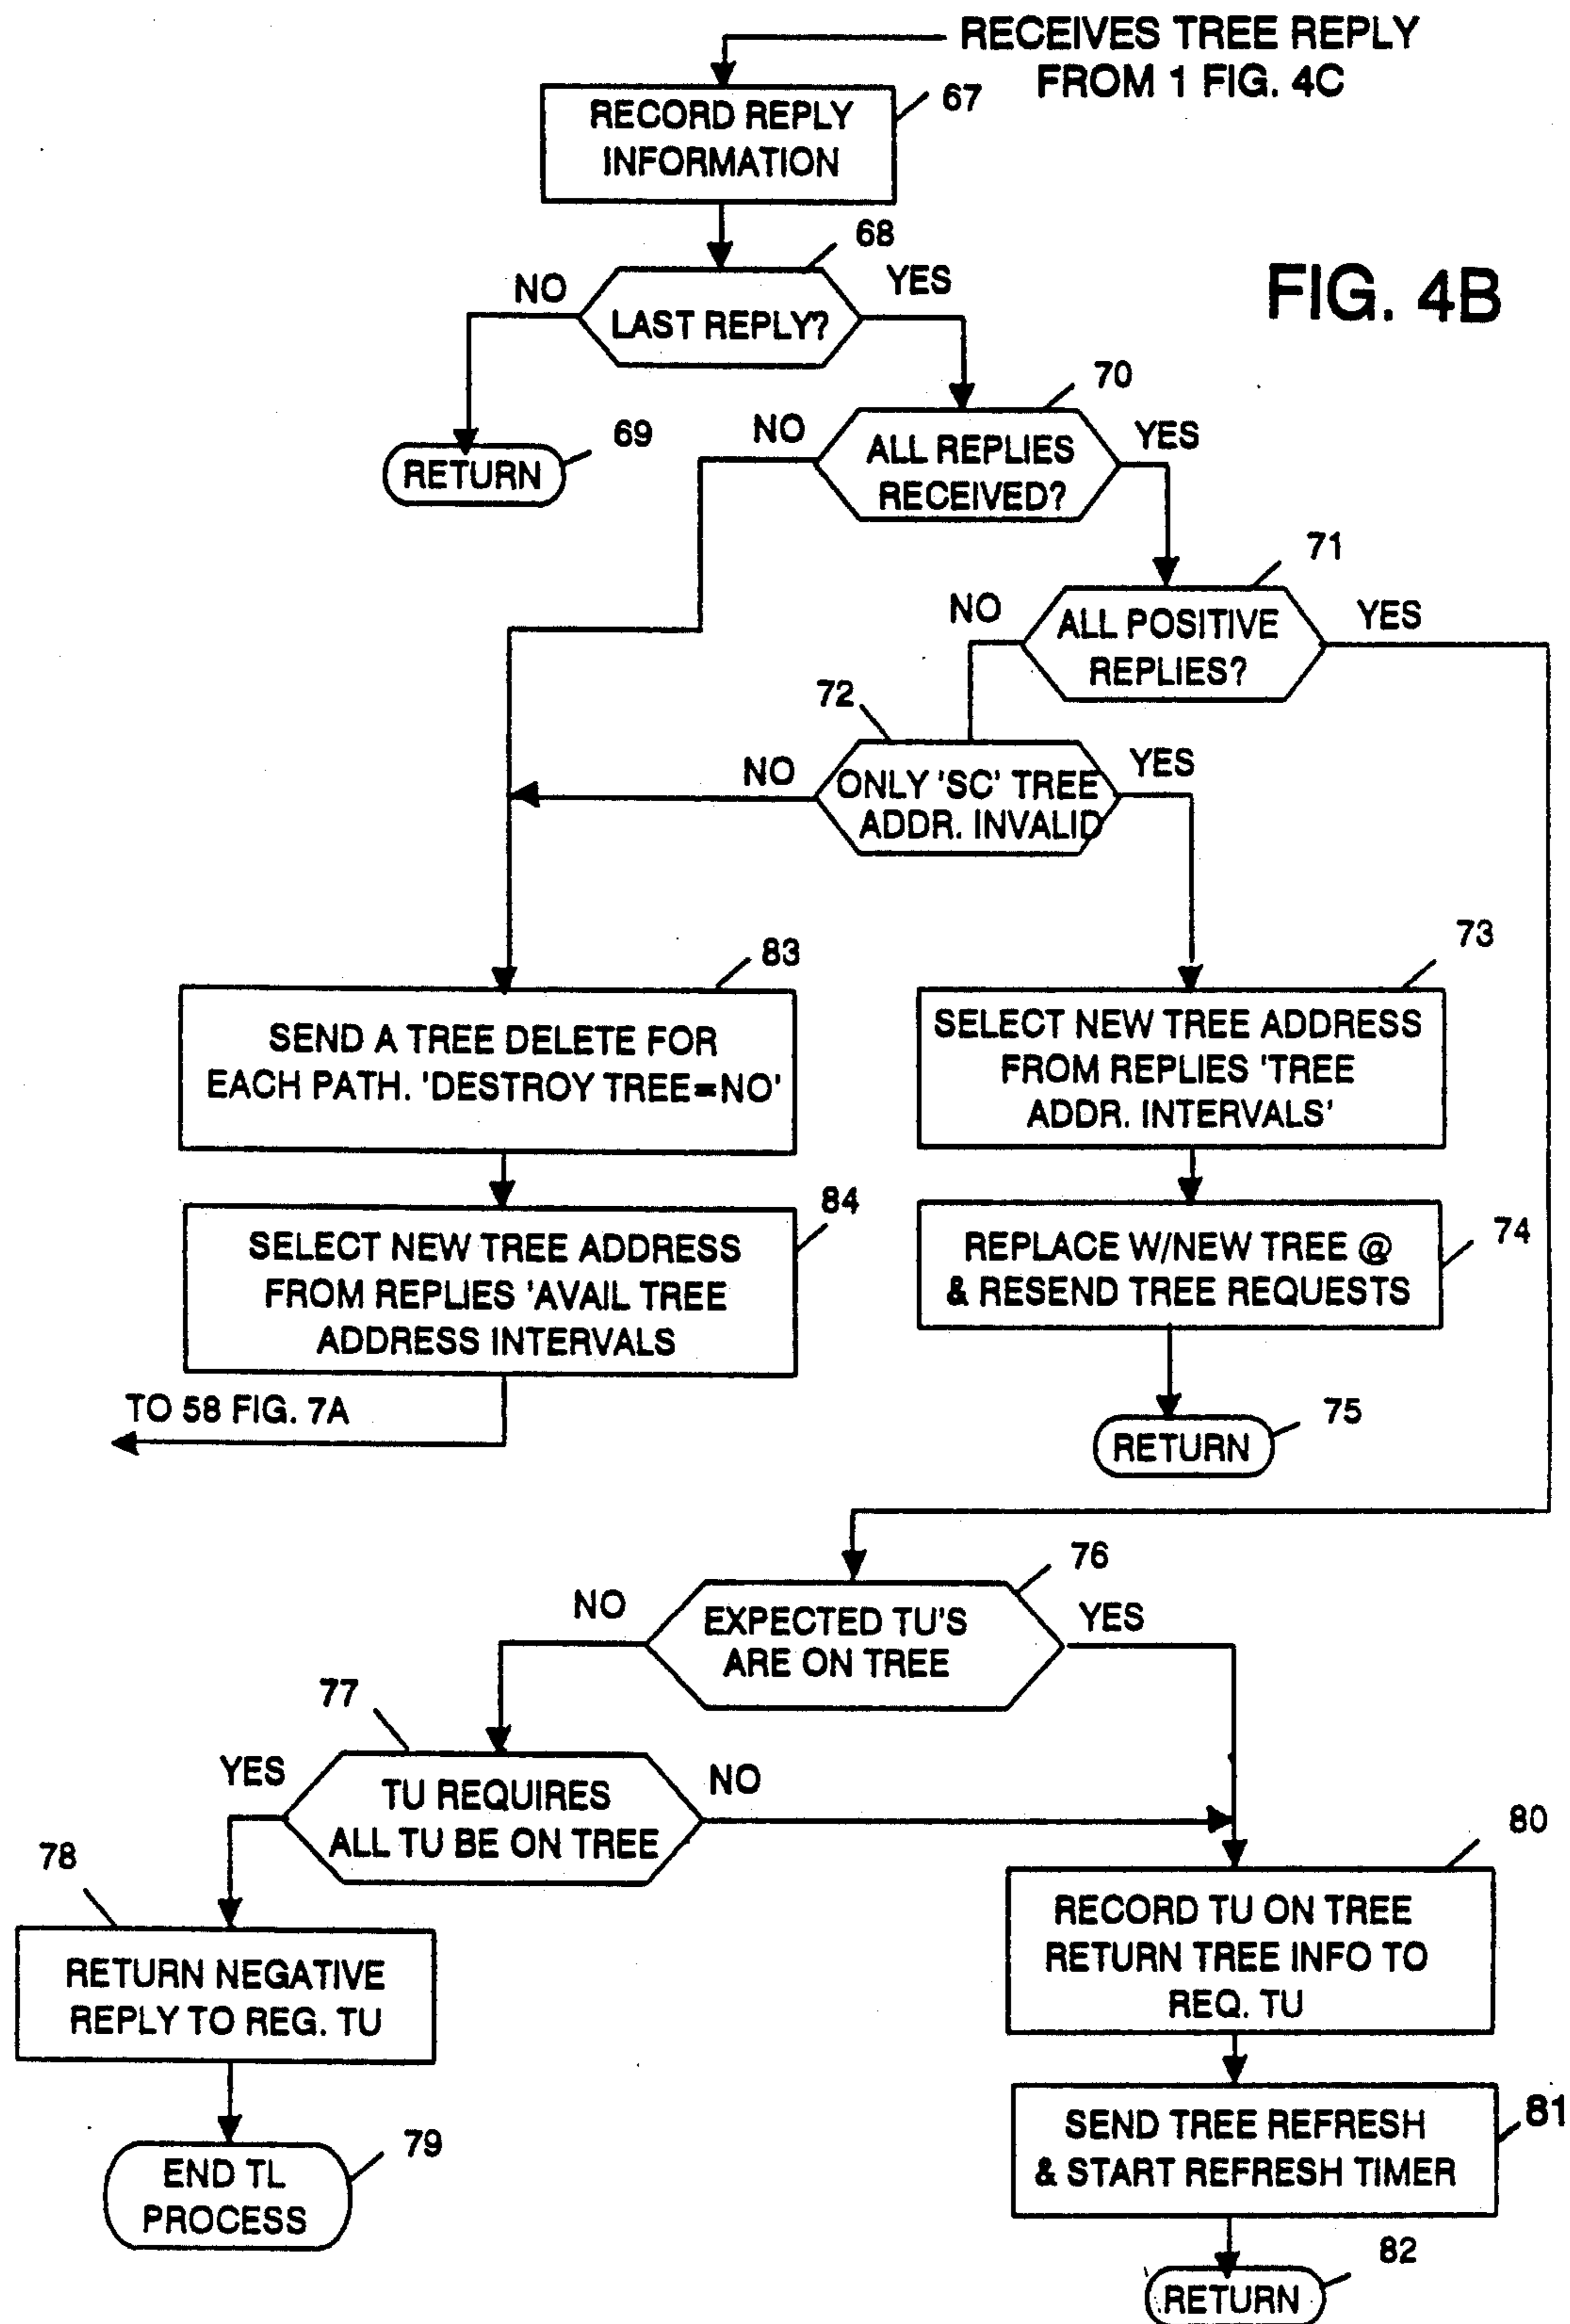 RECEIVES TREE REPLY
FROM 1 FIG. 4C
RECORD REPLY
INFORMATION
67
68
NO
LAST REPLY?
YES
FIG. 4B
69
RETURN
70
NO
ALL REPLIES
RECEIVED?
YES
71
NO
ALL POSITIVE
REPLIES?
YES
72
NO
ONLY 'SC' TREE
ADDR. INVALID
YES
83
SEND A TREE DELETE FOR
EACH PATH. 'DESTROY TREE=NO'
73
SELECT NEW TREE ADDRESS
FROM REPLIES 'TREE
ADDR. INTERVALS'
84
SELECT NEW TREE ADDRESS
FROM REPLIES 'AVAIL TREE
ADDRESS INTERVALS
74
REPLACE W/NEW TREE @
& RESEND TREE REQUESTS
TO 58 FIG. 7A
75
RETURN
76
NO
EXPECTED TU'S
ARE ON TREE
YES
77
YES
TU REQUIRES
ALL TU BE ON TREE
NO
78
RETURN NEGATIVE
REPLY TO REG. TU
80
RECORD TU ON TREE
RETURN TREE INFO TO
REQ. TU
79
END TL
PROCESS
81
SEND TREE REFRESH
& START REFRESH TIMER
82
RETURN